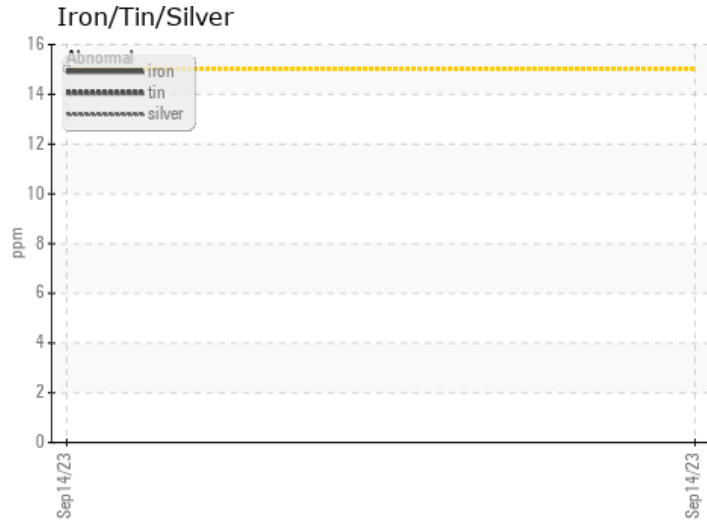 Iron/Tin/Silver
16
Abnormal
iron
14
tin
silver
12
10
ppm
8
6
4
2
0
Sep14/23
Sep14/23